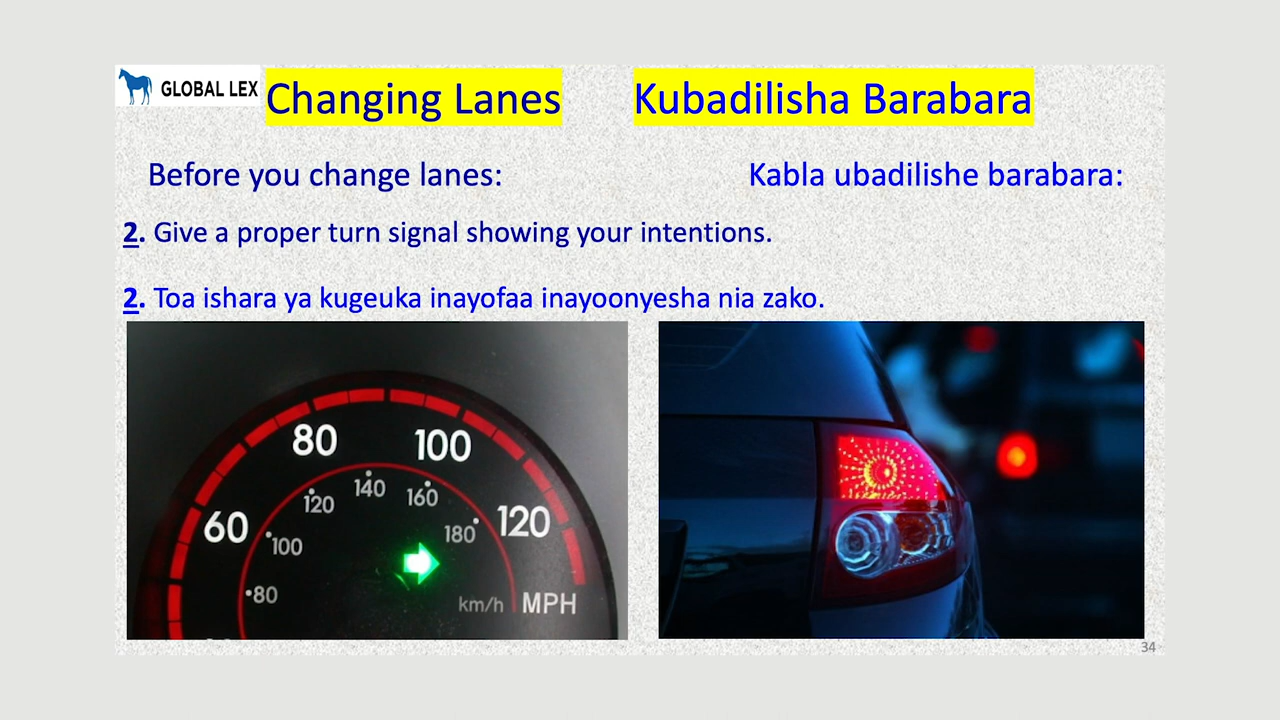 GLOBAL LEX
Changing Lanes Kubadilisha Barabara
Before you change lanes: Kabla ubadilishe barabara:
2. Give a proper turn signal showing your intentions.
2. Toa ishara ya kugeuka inayofaa inayoonyesha nia zako.
80 100
140
120 160
60 120
180
100
80
km/h MPH
34